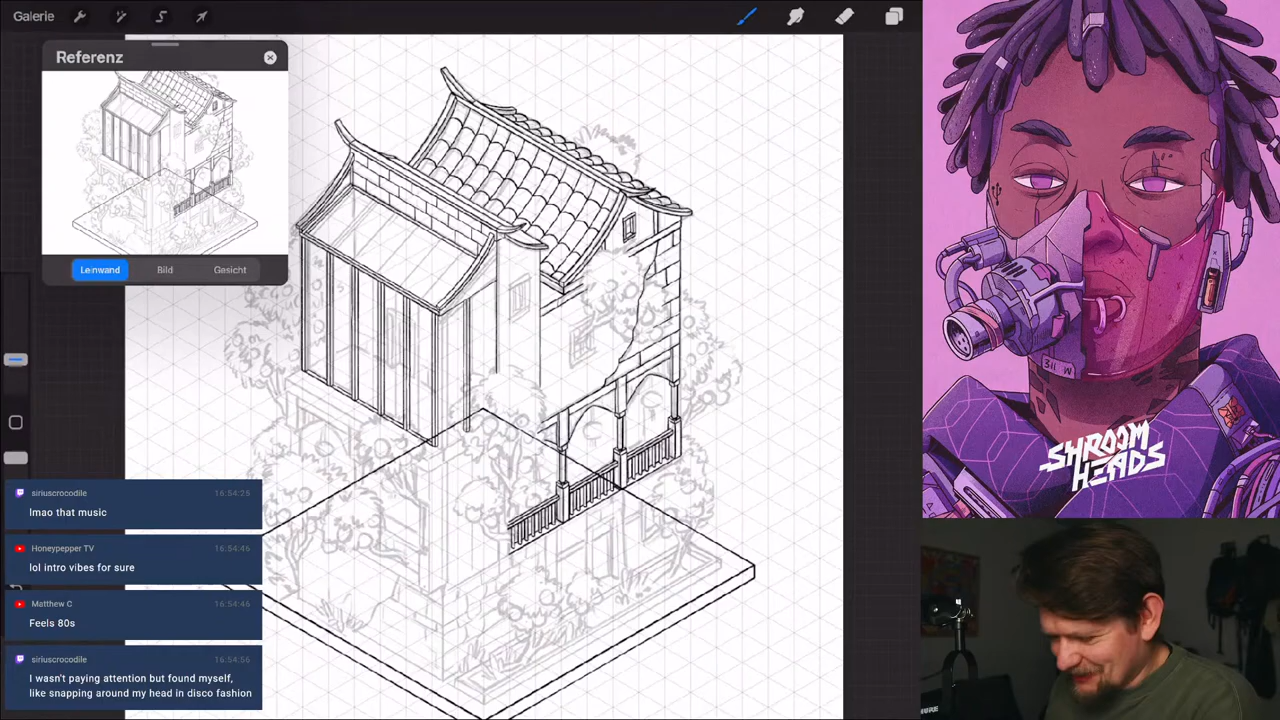 Galerie
Referenz
Leinwand
Bild
Gesicht
siriuscrocodile
16:54:25
lmao that music
Honeypepper TV
16:54:46
lol intro vibes for sure
Matthew C
16:54:46
Feels 80s
siriuscrocodile
16:54:56
I wasn't paying attention but found myself,
like snapping around my head in disco fashion
311 W
SHROOM
HEADS